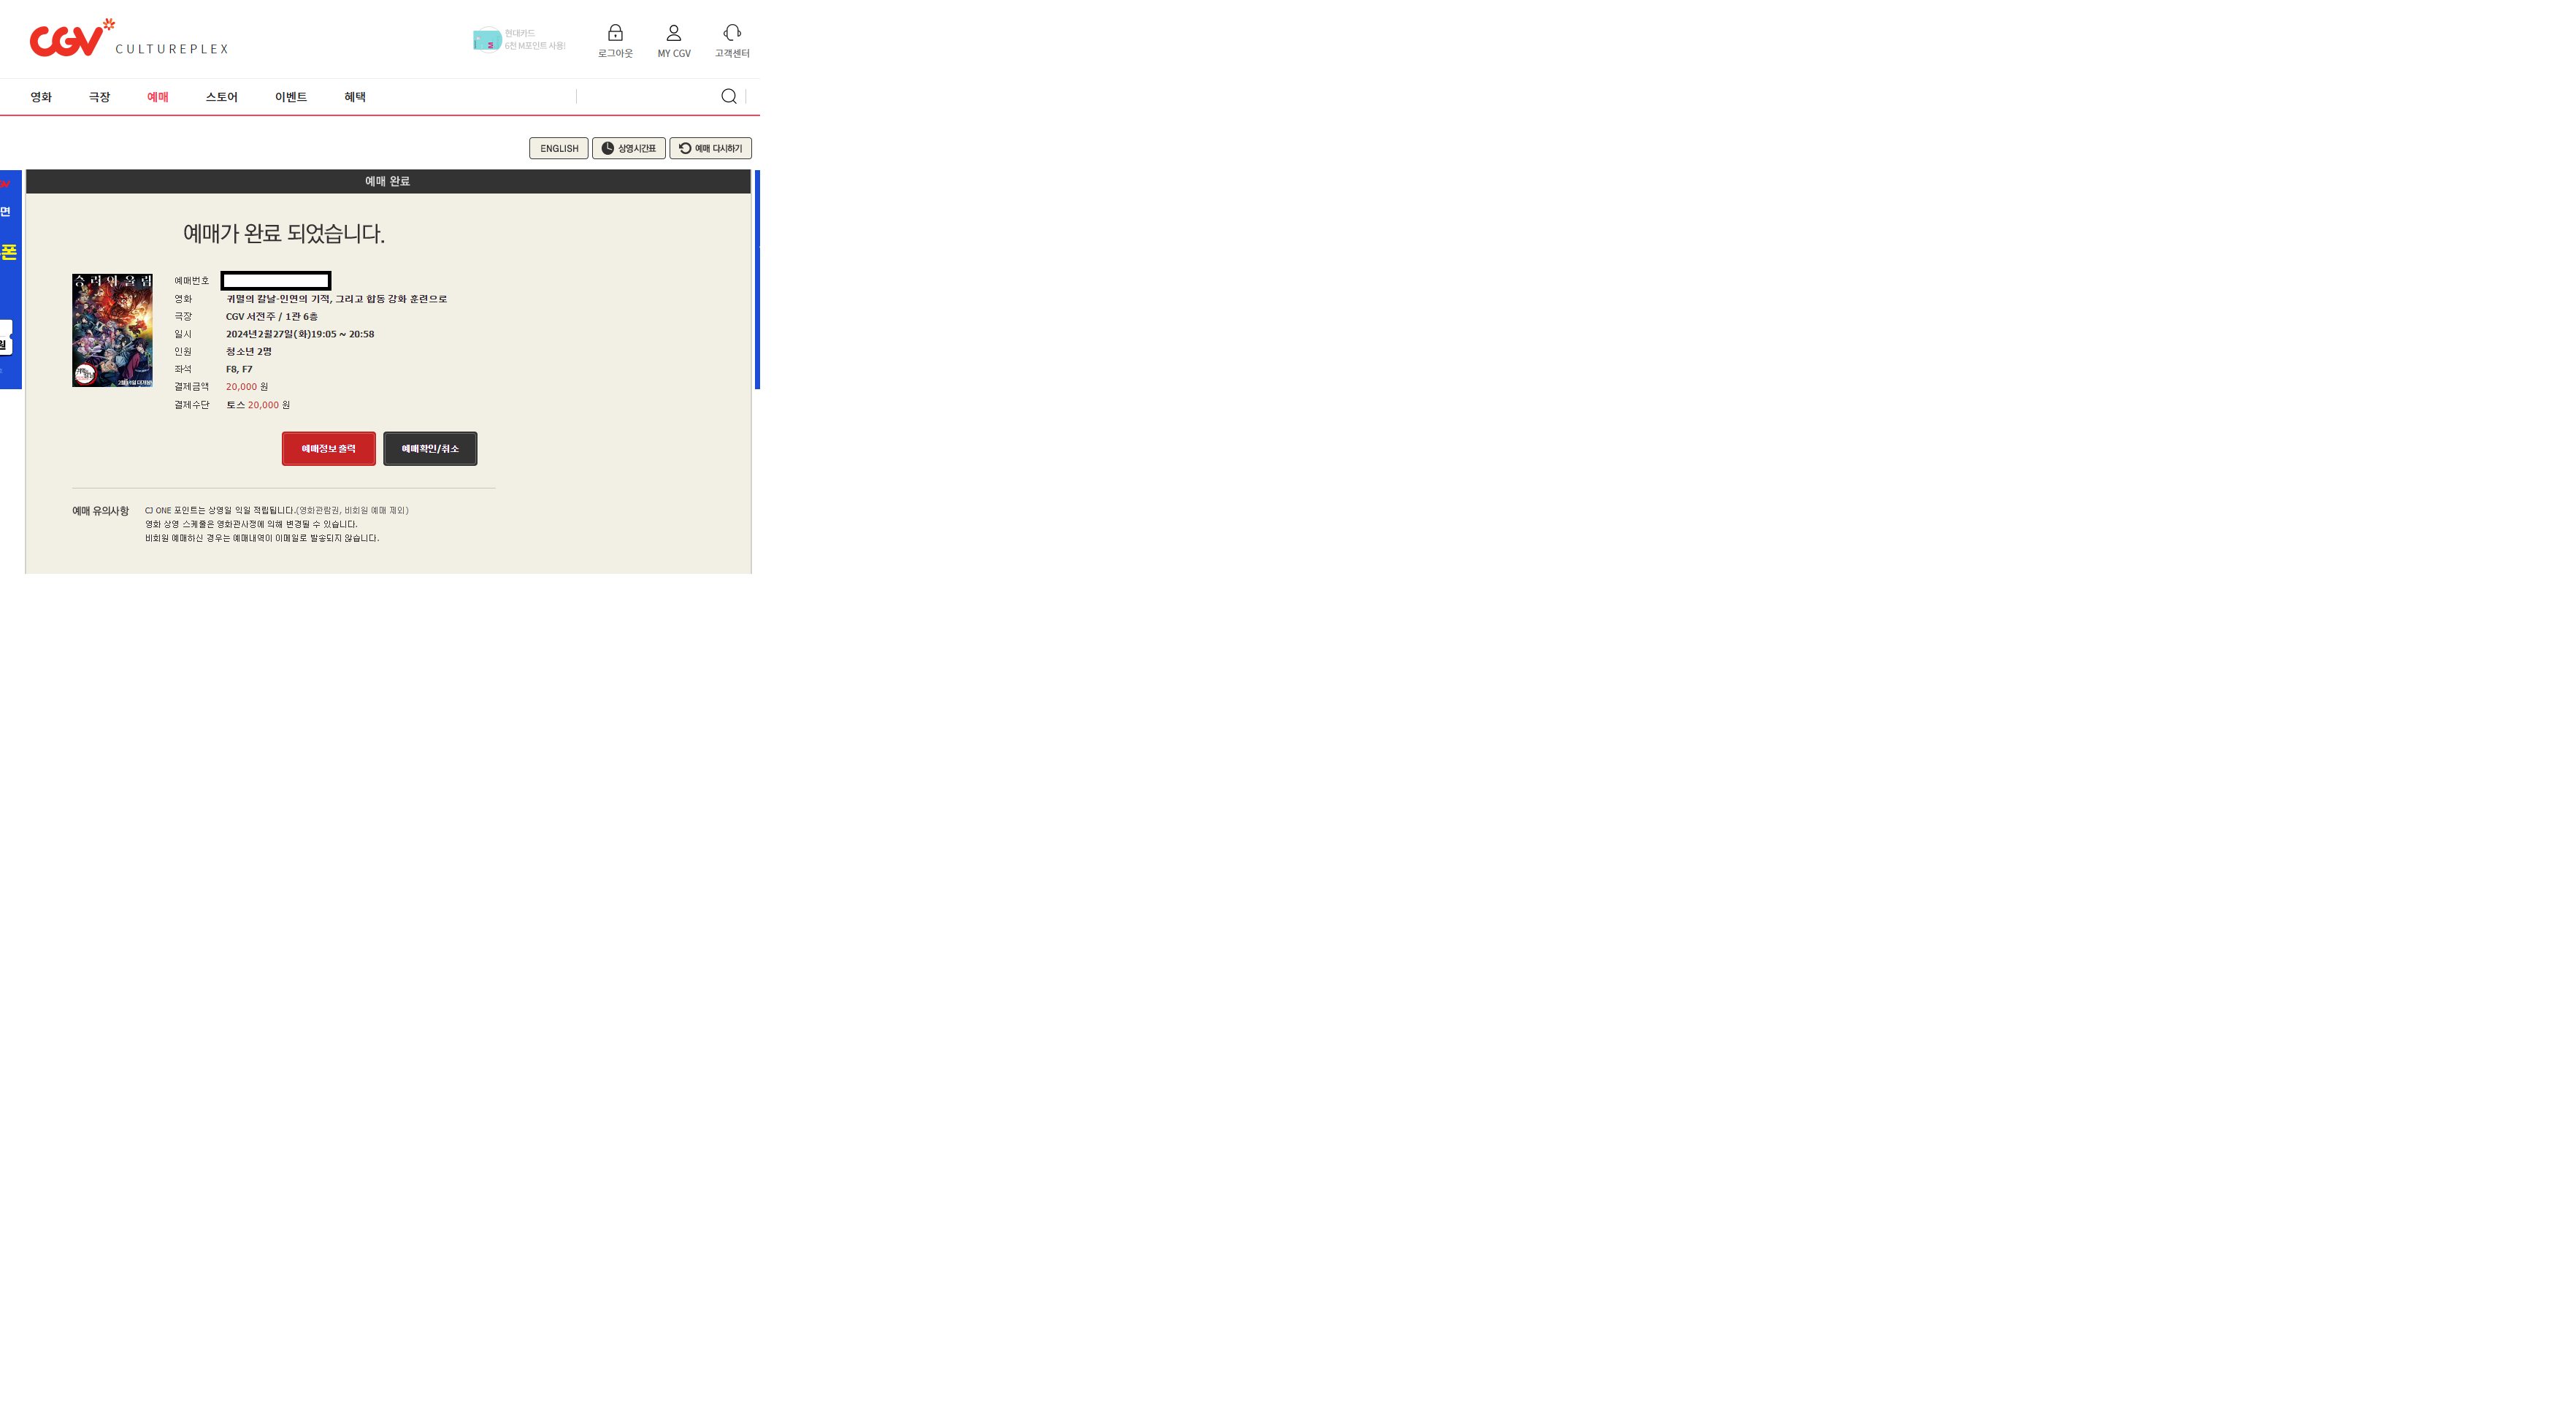 CGV CULTUREPLEX
현대카드
6천 M포인트 사용!
로그아웃 MY CGV 고객센터
영화 극장 예매 스토어 이벤트 혜택
ENGLISH 상영시간표 예매 다시하기
예매 완료
면
폰
원
예매가 완료 되었습니다.
승리의 울림
예매번호
영화 귀멸의 칼날-인연의 기적, 그리고 합동 강화 훈련으로
극장 CGV 서전주 / 1관 6층
일시 2024년2월27일(화)19:05 ~ 20:58
인원 청소년 2명
좌석 F8, F7
결제금액 20,000 원
결제수단 토스 20,000 원
예매정보 출력 예매확인/취소
예매 유의사항 CJ ONE 포인트는 상영일 익일 적립됩니다.(영화관람권, 비회원 예매 제외)
영화 상영 스케줄은 영화관사정에 의해 변경될 수 있습니다.
비회원 예매하신 경우는 예매내역이 이메일로 발송되지 않습니다.